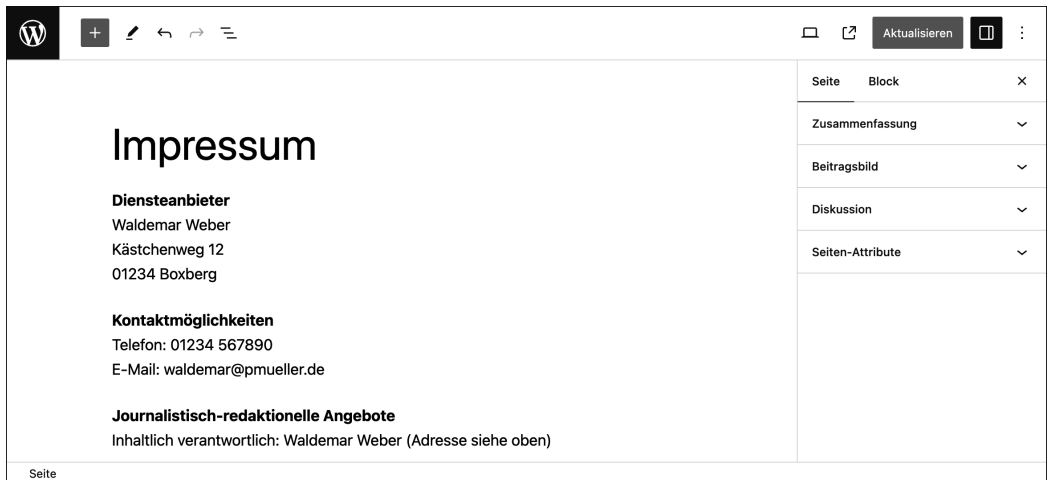 Aktualisieren
Seite Block
Zusammenfassung
Beitragsbild
Diskussion
Seiten-Attribute
Impressum
Diensteanbieter
Waldemar Weber
Kästchenweg 12
01234 Boxberg
Kontaktmöglichkeiten
Telefon: 01234 567890
E-Mail: waldemar@pmueller.de
Journalistisch-redaktionelle Angebote
Inhaltlich verantwortlich: Waldemar Weber (Adresse siehe oben)
Seite